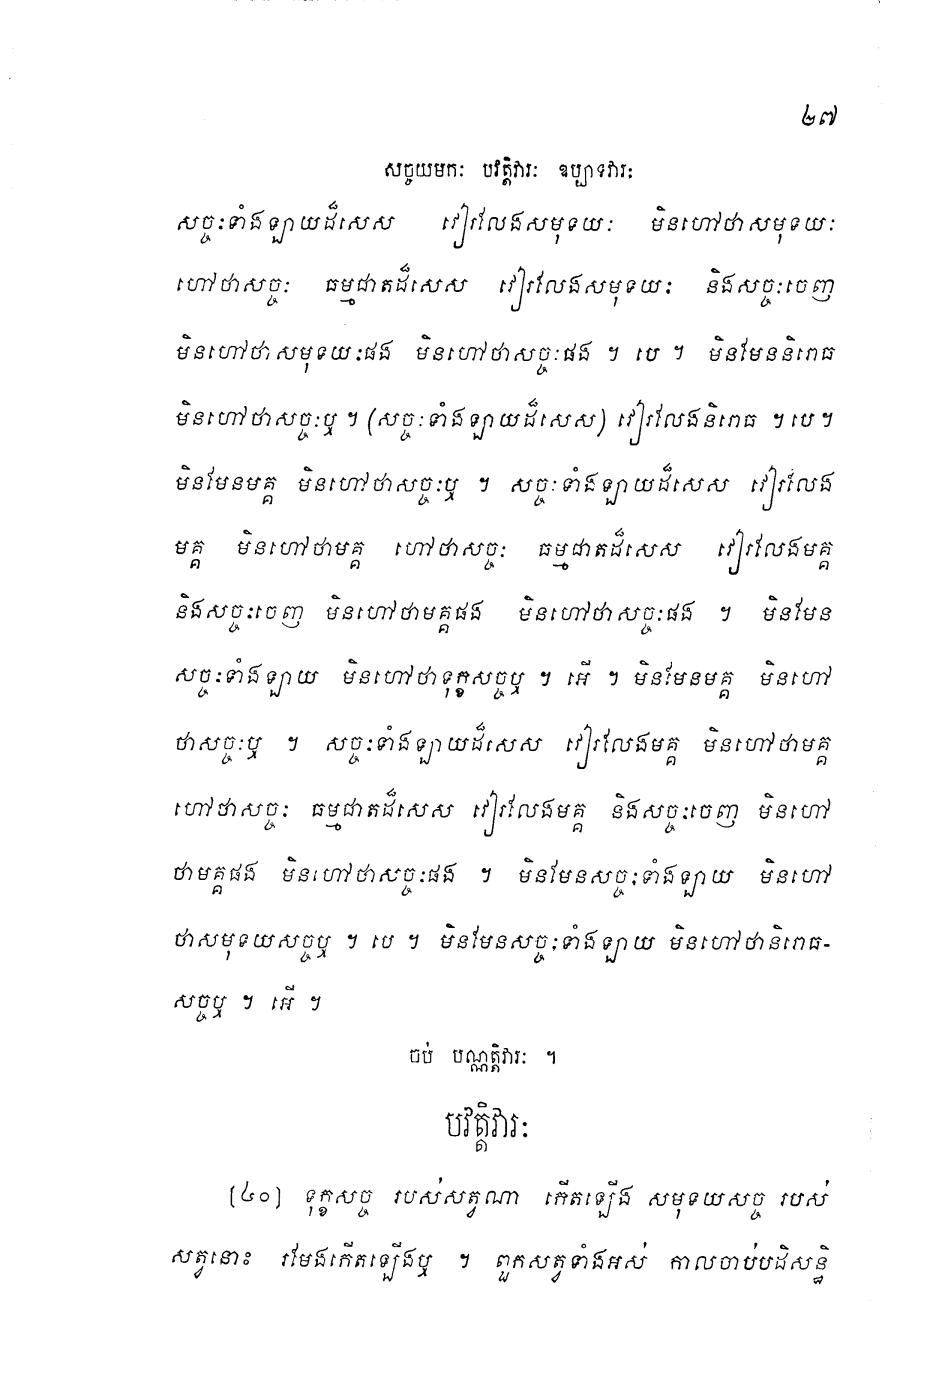 ២៧
សច្ចយមកៈ បវត្តិវារៈ ឧប្បាទវារៈ
សច្ចៈទាំងឡាយដ៏សេស វៀរលែងសមុទយៈ មិនហៅថាសមុទយៈ
ហៅថាសច្ចៈ ធម្មជាតដ៏សេស វៀរលែងសមុទយៈ និងសច្ចៈចេញ
មិនហៅថាសមុទយៈផង មិនហៅថាសច្ចៈផង ។ បេ ។ មិនមែននិរោធ
មិនហៅថាសច្ចៈឬ ។ (សច្ចៈទាំងឡាយដ៏សេស) វៀរលែងនិរោធ ។ បេ ។
មិនមែនមគ្គ មិនហៅថាសច្ចៈឬ ។ សច្ចៈទាំងឡាយដ៏សេស វៀរលែង
មគ្គ មិនហៅថាមគ្គ ហៅថាសច្ចៈ ធម្មជាតដ៏សេស វៀរលែងមគ្គ
និងសច្ចៈចេញ មិនហៅថាមគ្គផង មិនហៅថាសច្ចៈផង ។ មិនមែន
សច្ចៈទាំងឡាយ មិនហៅថាទុក្ខសច្ចឬ ។ អើ ។ មិនមែនមគ្គ មិនហៅ
ថាសច្ចៈឬ ។ សច្ចៈទាំងឡាយដ៏សេស វៀរលែងមគ្គ មិនហៅថាមគ្គ
ហៅថាសច្ចៈ ធម្មជាតដ៏សេស វៀរលែងមគ្គ និងសច្ចៈចេញ មិនហៅ
ថាមគ្គផង មិនហៅថាសច្ចៈផង ។ មិនមែនសច្ចៈទាំងឡាយ មិនហៅ
ថាសមុទយសច្ចឬ ។ បេ ។ មិនមែនសច្ចៈទាំងឡាយ មិនហៅថានិរោធ-
សច្ចឬ ។ អើ ។
ចប់ បណ្ណត្តិវារៈ ។
បវត្តិវារៈ
(៤០) ទុក្ខសច្ច របស់សត្វណា កើតឡើង សមុទយសច្ច របស់
សត្វនោះ រមែងកើតឡើងឬ ។ ពួកសត្វទាំងអស់ កាលចាប់បដិសន្ធិ